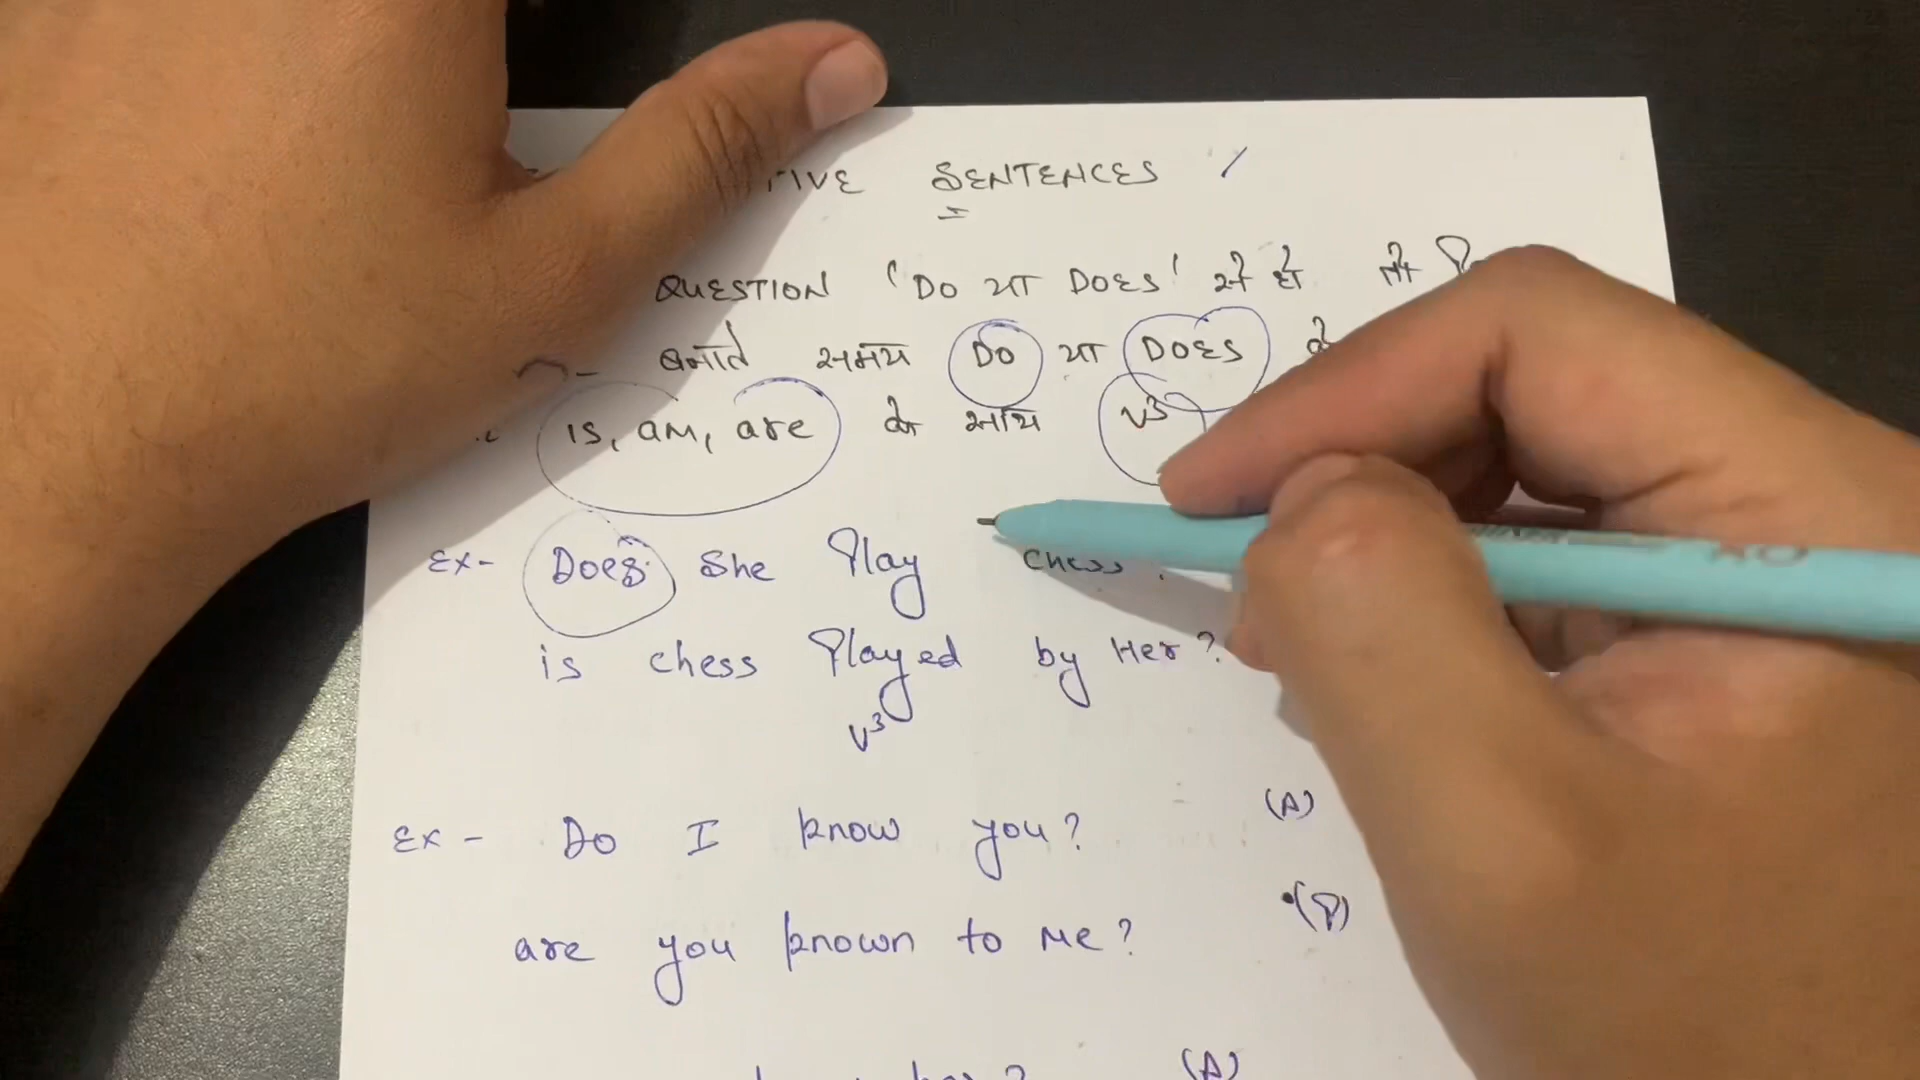 SENTENCES
QUESTION 'DO या DOES' से हो तो
बनाते समय DO या DOES के
is, am, are के साथ V³
Ex- Does She Play chess?
is chess Played by Her?
V³
Ex - Do I know you? (A)
are you known to Me? (P)
(A)